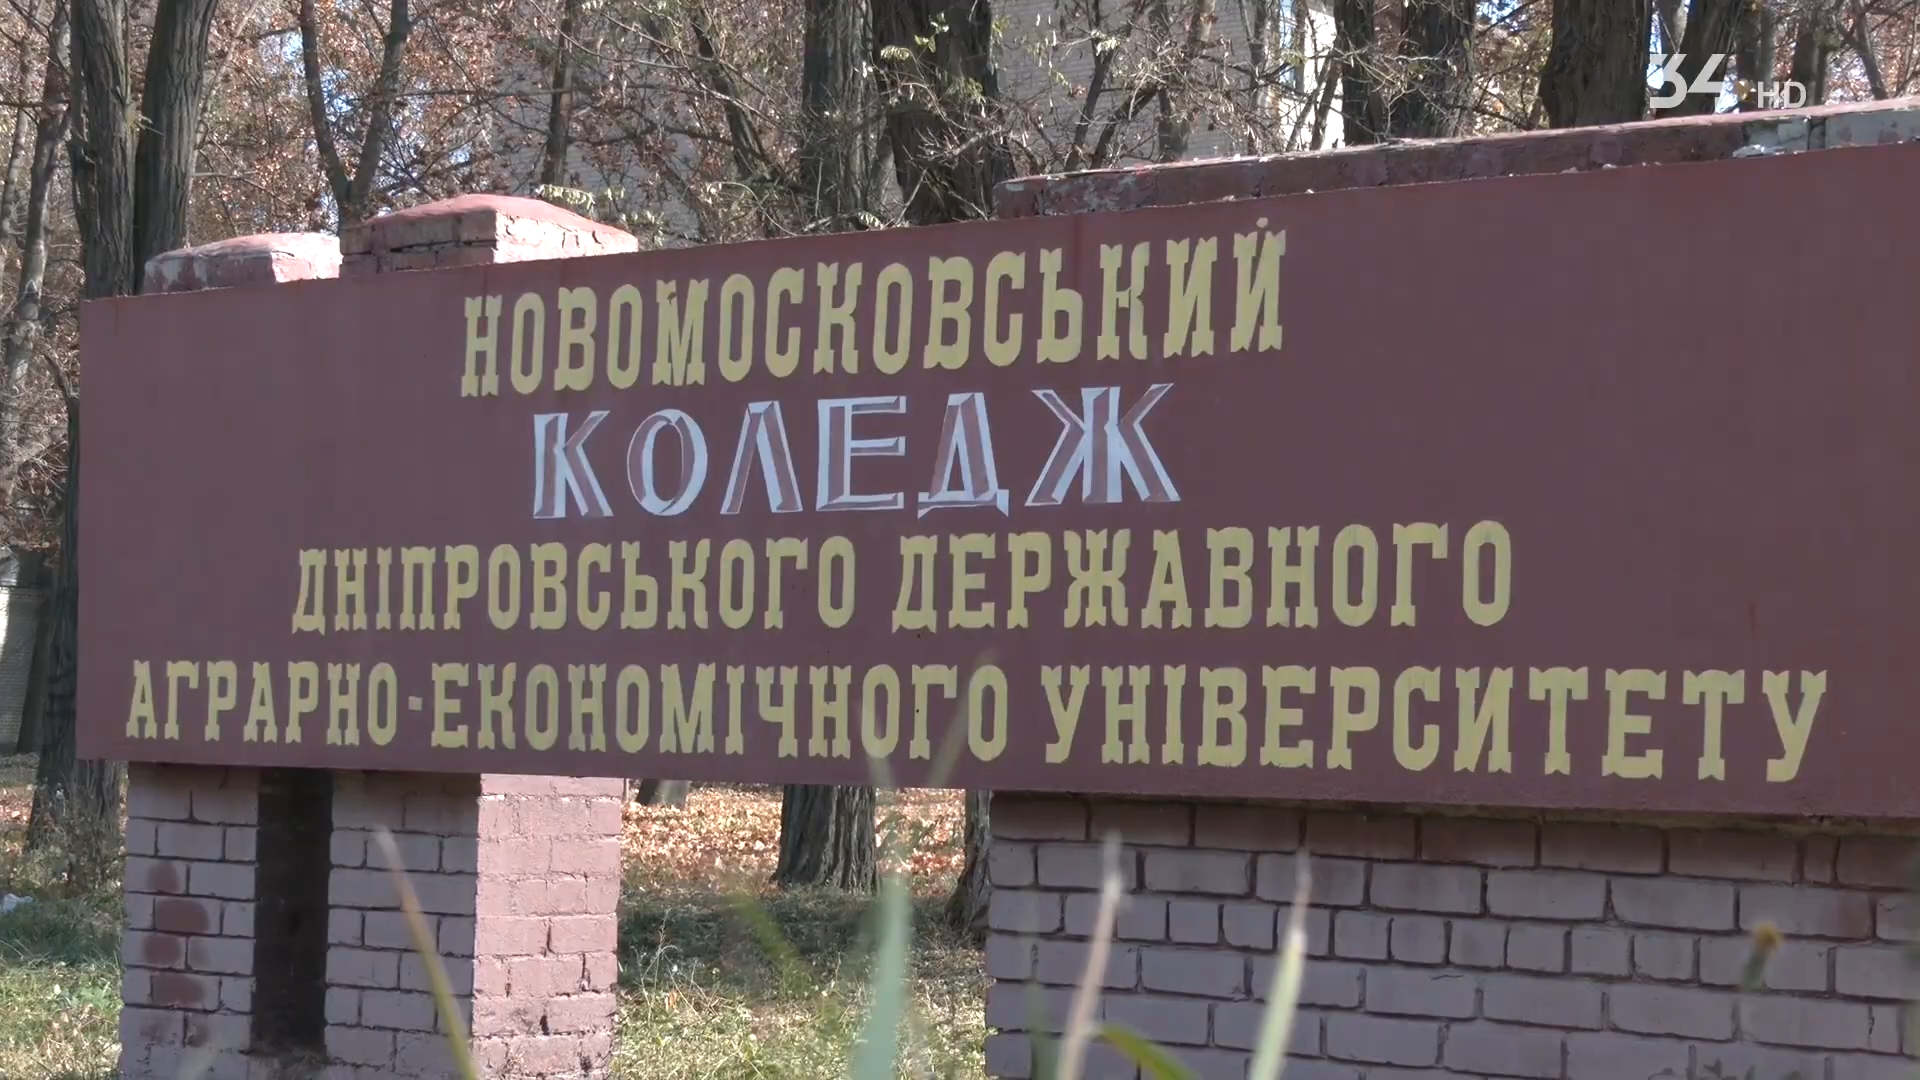 34 HD
НОВОМОСКОВСЬКИЙ
КОЛЕДЖ
ДНІПРОВСЬКОГО ДЕРЖАВНОГО
АГРАРНО-ЕКОНОМІЧНОГО УНІВЕРСИТЕТУ